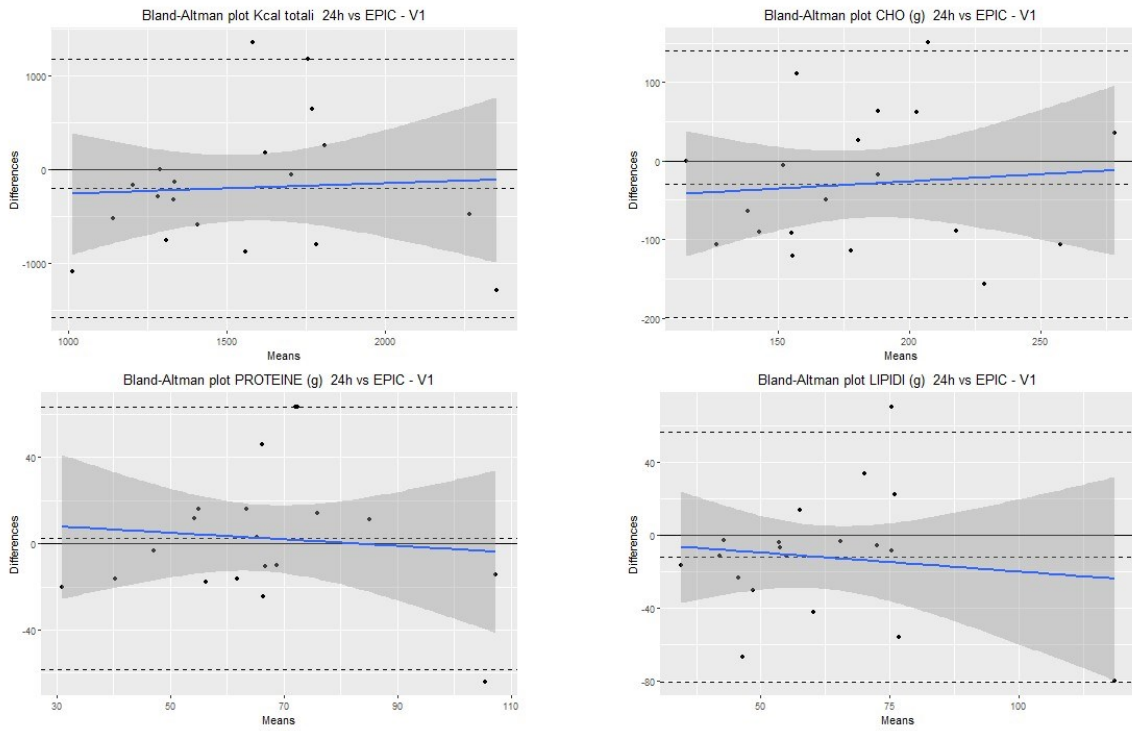 Bland-Altman plot Kcal totali 24h vs EPIC - V1
1000
0
-1000
Differences
1000
1500
2000
Means
Bland-Altman plot CHO (g) 24h vs EPIC - V1
100
0
-100
-200
Differences
150
200
250
Means
Bland-Altman plot PROTEINE (g) 24h vs EPIC - V1
40
0
-40
Differences
30
50
70
90
110
Means
Bland-Altman plot LIPIDI (g) 24h vs EPIC - V1
40
0
-40
-80
Differences
50
75
100
Means